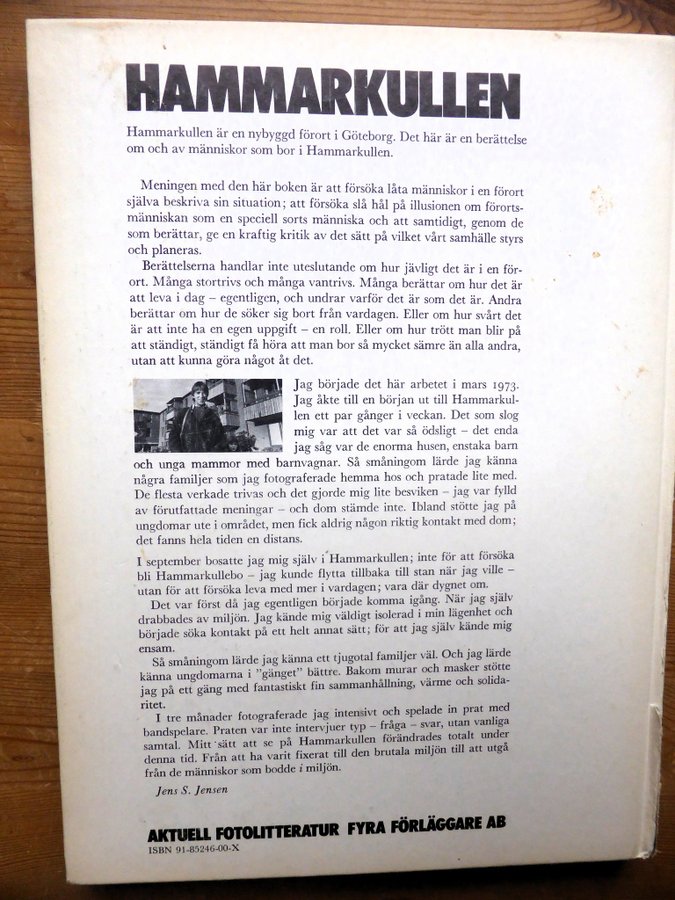 HAMMARKULLEN
Hammarkullen är en nybyggd förort i Göteborg. Det här är en berättelse
om och av människor som bor i Hammarkullen.
Meningen med den här boken är att försöka låta människor i en förort
själva beskriva sin situation; att försöka slå hål på illusionen om förorts-
människan som en speciell sorts människa och att samtidigt, genom de
som berättar, ge en kraftig kritik av det sätt på vilket vårt samhälle styrs
och planeras.
Berättelserna handlar inte uteslutande om hur jävligt det är i en för-
ort. Många stortrivs och många vantrivs. Många berättar om hur det är
att leva i dag – egentligen, och undrar varför det är som det är. Andra
berättar om hur de söker sig bort från vardagen. Eller om hur svårt det
är att inte ha en egen uppgift – en roll. Eller om hur trött man blir på
att ständigt, ständigt få höra att man bor så mycket sämre än alla andra,
utan att kunna göra något åt det.
Jag började det här arbetet i mars 1973.
Jag åkte till en början ut till Hammarkul-
len ett par gånger i veckan. Det som slog
mig var att det var så ödsligt – det enda
jag såg var de enorma husen, enstaka barn
och unga mammor med barnvagnar. Så småningom lärde jag känna
några familjer som jag fotograferade hemma hos och pratade lite med.
De flesta verkade trivas och det gjorde mig lite besviken – jag var fylld
av förutfattade meningar – och dom stämde inte. Ibland stötte jag på
ungdomar ute i området, men fick aldrig någon riktig kontakt med dom;
det fanns hela tiden en distans.
I september bosatte jag mig själv i Hammarkullen; inte för att försöka
bli Hammarkullebo – jag kunde flytta tillbaka till stan när jag ville –
utan för att försöka leva med mer i vardagen; vara där dygnet om.
Det var först då jag egentligen började komma igång. När jag själv
drabbades av miljön. Jag kände mig väldigt isolerad i min lägenhet och
började söka kontakt på ett helt annat sätt; för att jag själv kände mig
ensam.
Så småningom lärde jag känna ett tjugotal familjer väl. Och jag lärde
känna ungdomarna i "gänget" bättre. Bakom murar och masker stötte
jag på ett gäng med fantastiskt fin sammanhållning, värme och solida-
ritet.
I tre månader fotograferade jag intensivt och spelade in prat med
bandspelare. Praten var inte intervjuer typ – fråga – svar, utan vanliga
samtal. Mitt sätt att se på Hammarkullen förändrades totalt under
denna tid. Från att ha varit fixerad till den brutala miljön till att utgå
från de människor som bodde i miljön.
Jens S. Jensen
AKTUELL FOTOLITTERATUR FYRA FÖRLÄGGARE AB
ISBN 91-85246-00-X